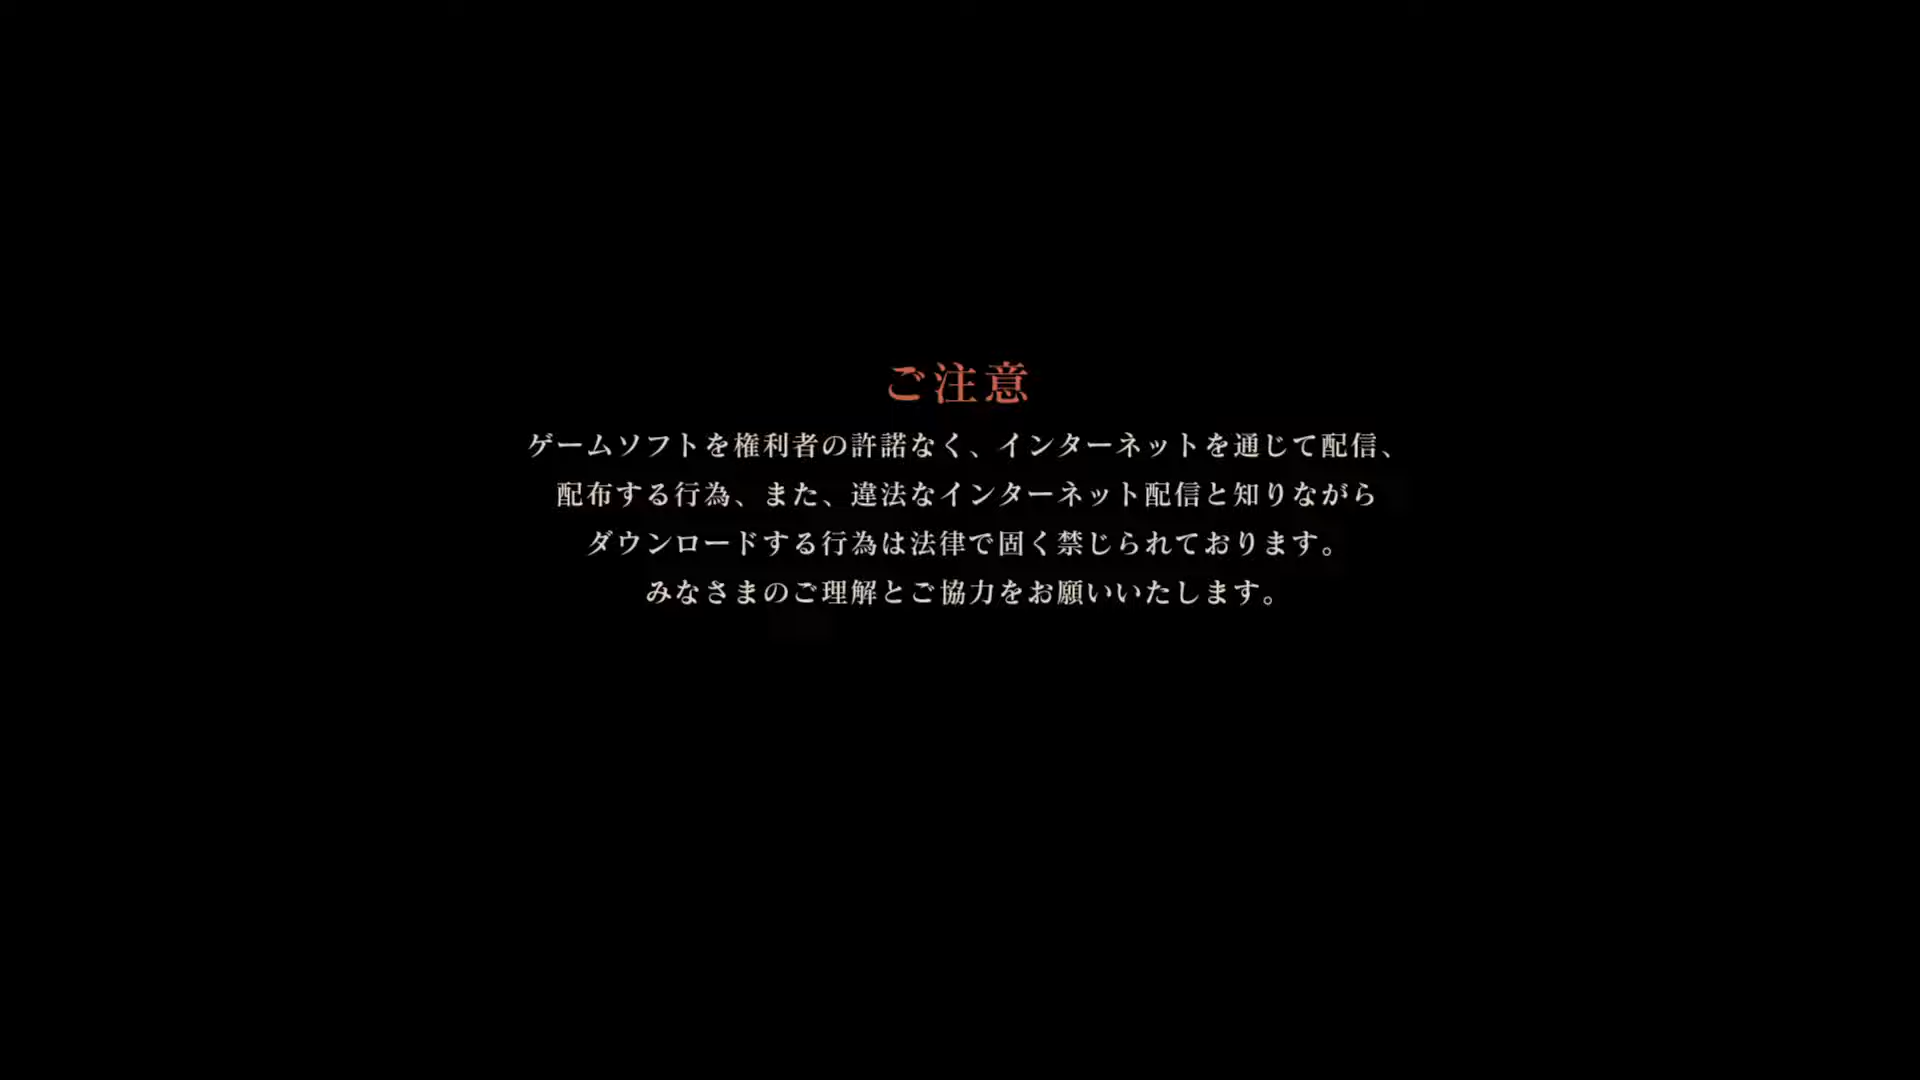 ご注意
ゲームソフトを権利者の許諾なく、インターネットを通じて配信、
配布する行為、また、違法なインターネット配信と知りながら
ダウンロードする行為は法律で固く禁じられております。
みなさまのご理解とご協力をお願いいたします。